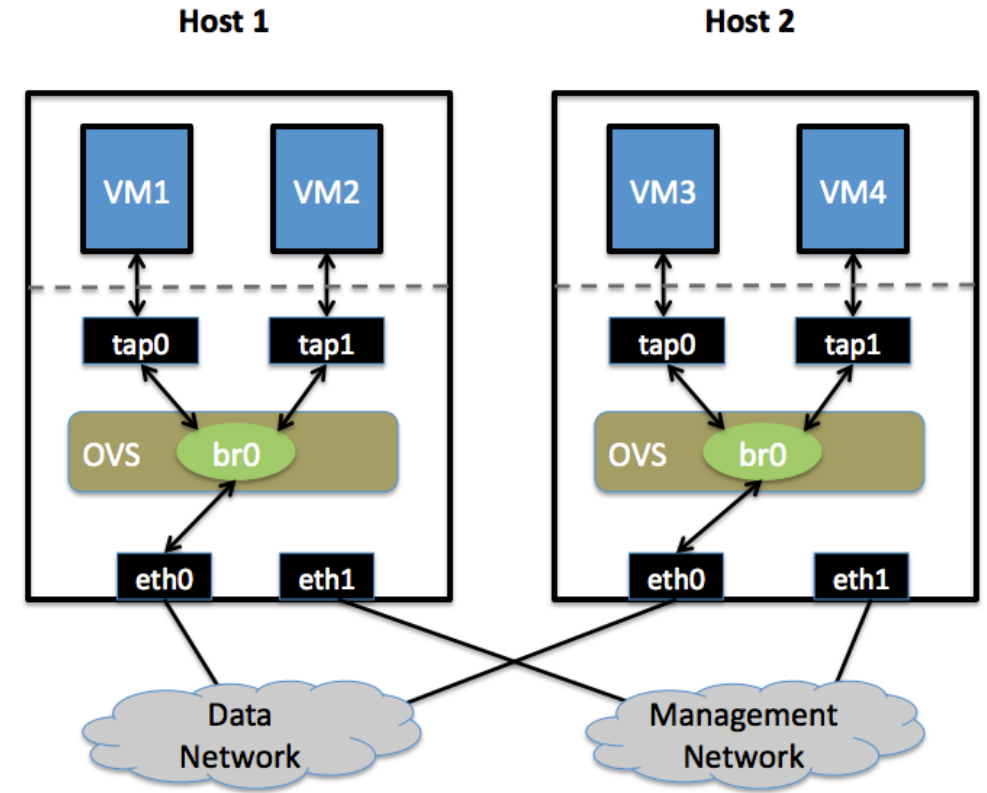 Host 1
Host 2
VM1
VM2
VM3
VM4
tap0
tap1
tap0
tap1
OVS
br0
OVS
br0
eth0
eth1
eth0
eth1
Data
Network
Management
Network